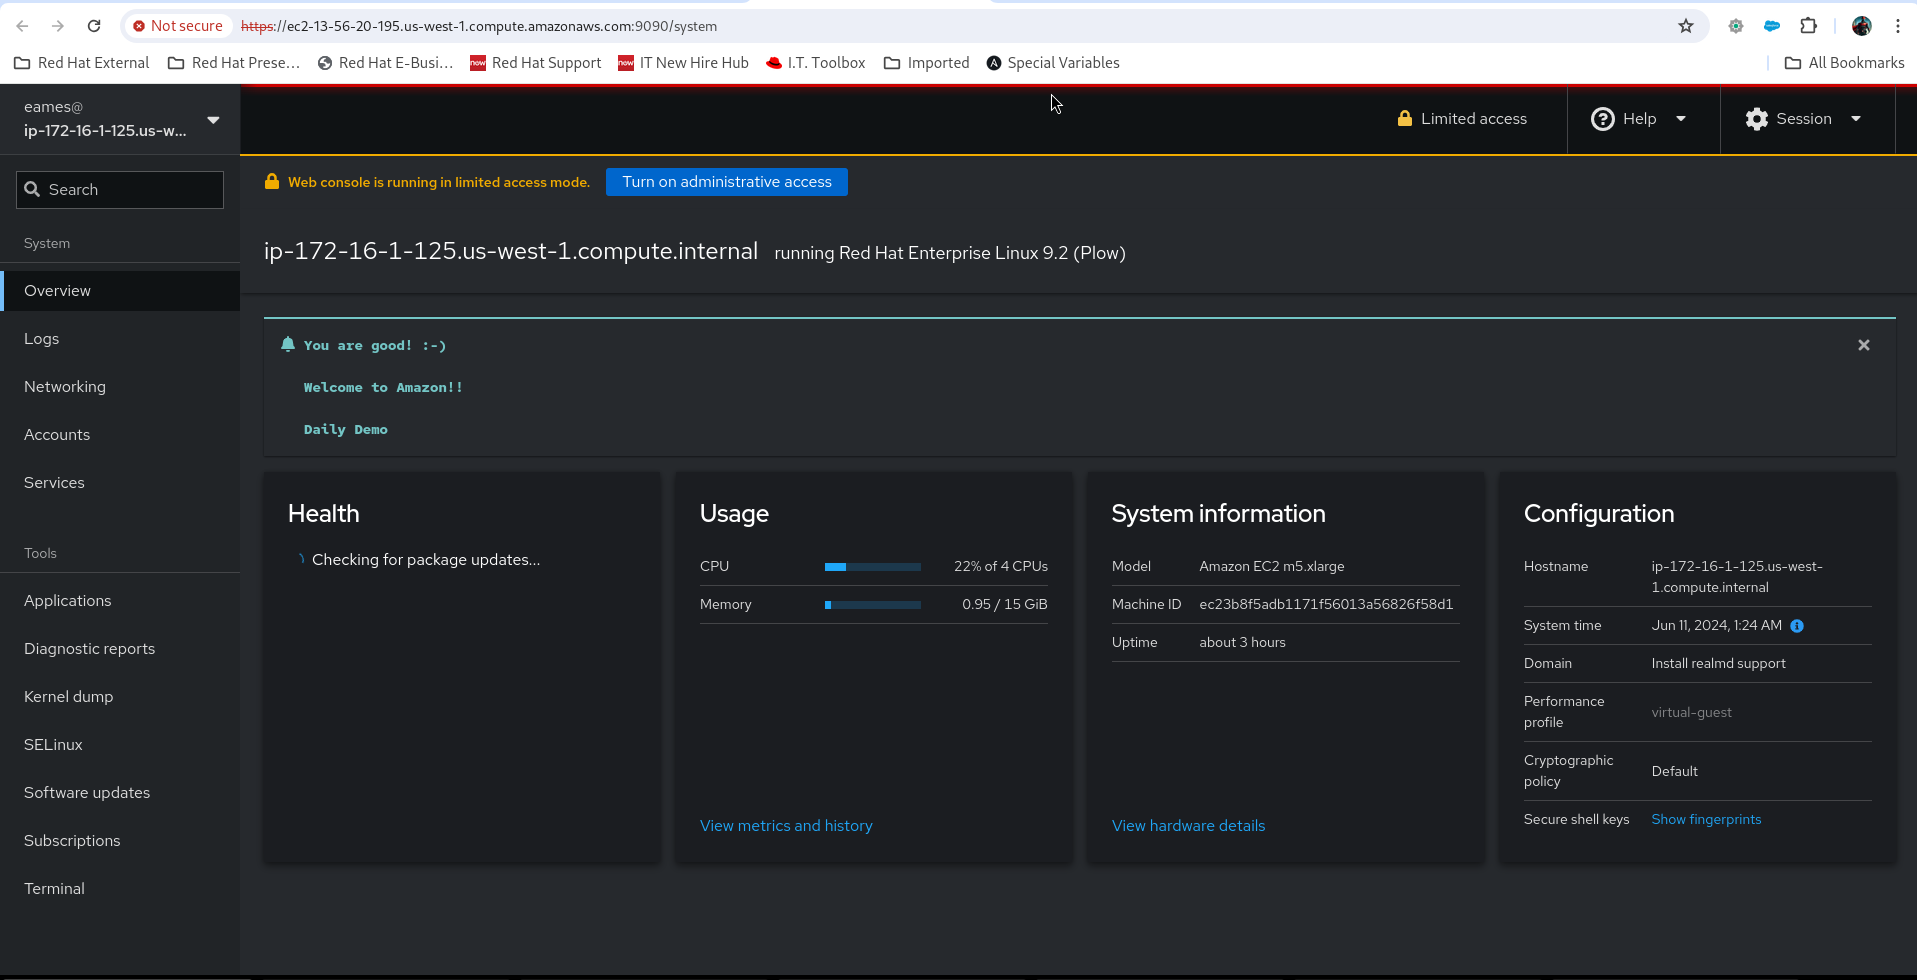 Not secure
https://ec2-13-56-20-195.us-west-1.compute.amazonaws.com:9090/system
Red Hat External
Red Hat Prese...
Red Hat E-Busi...
now
Red Hat Support
now
IT New Hire Hub
I.T. Toolbox
Imported
A
Special Variables
All Bookmarks
eames@
ip-172-16-1-125.us-w...
Limited access
Help
Session
Search
Web console is running in limited access mode.
Turn on administrative access
ip-172-16-1-125.us-west-1.compute.internal
running Red Hat Enterprise Linux 9.2 (Plow)
System
Overview
Logs
Networking
Accounts
Services
Tools
Applications
Diagnostic reports
Kernel dump
SELinux
Software updates
Subscriptions
Terminal
You are good! :-)
Welcome to Amazon!!
Daily Demo
Health
Checking for package updates...
Usage
CPU
22% of 4 CPUs
Memory
0.95 / 15 GiB
View metrics and history
System information
Model
Amazon EC2 m5.xlarge
Machine ID
ec23b8f5adb1171f56013a56826f58d1
Uptime
about 3 hours
View hardware details
Configuration
Hostname
ip-172-16-1-125.us-west-
1.compute.internal
System time
Jun 11, 2024, 1:24 AM
Domain
Install realmd support
Performance
profile
virtual-guest
Cryptographic
policy
Default
Secure shell keys
Show fingerprints